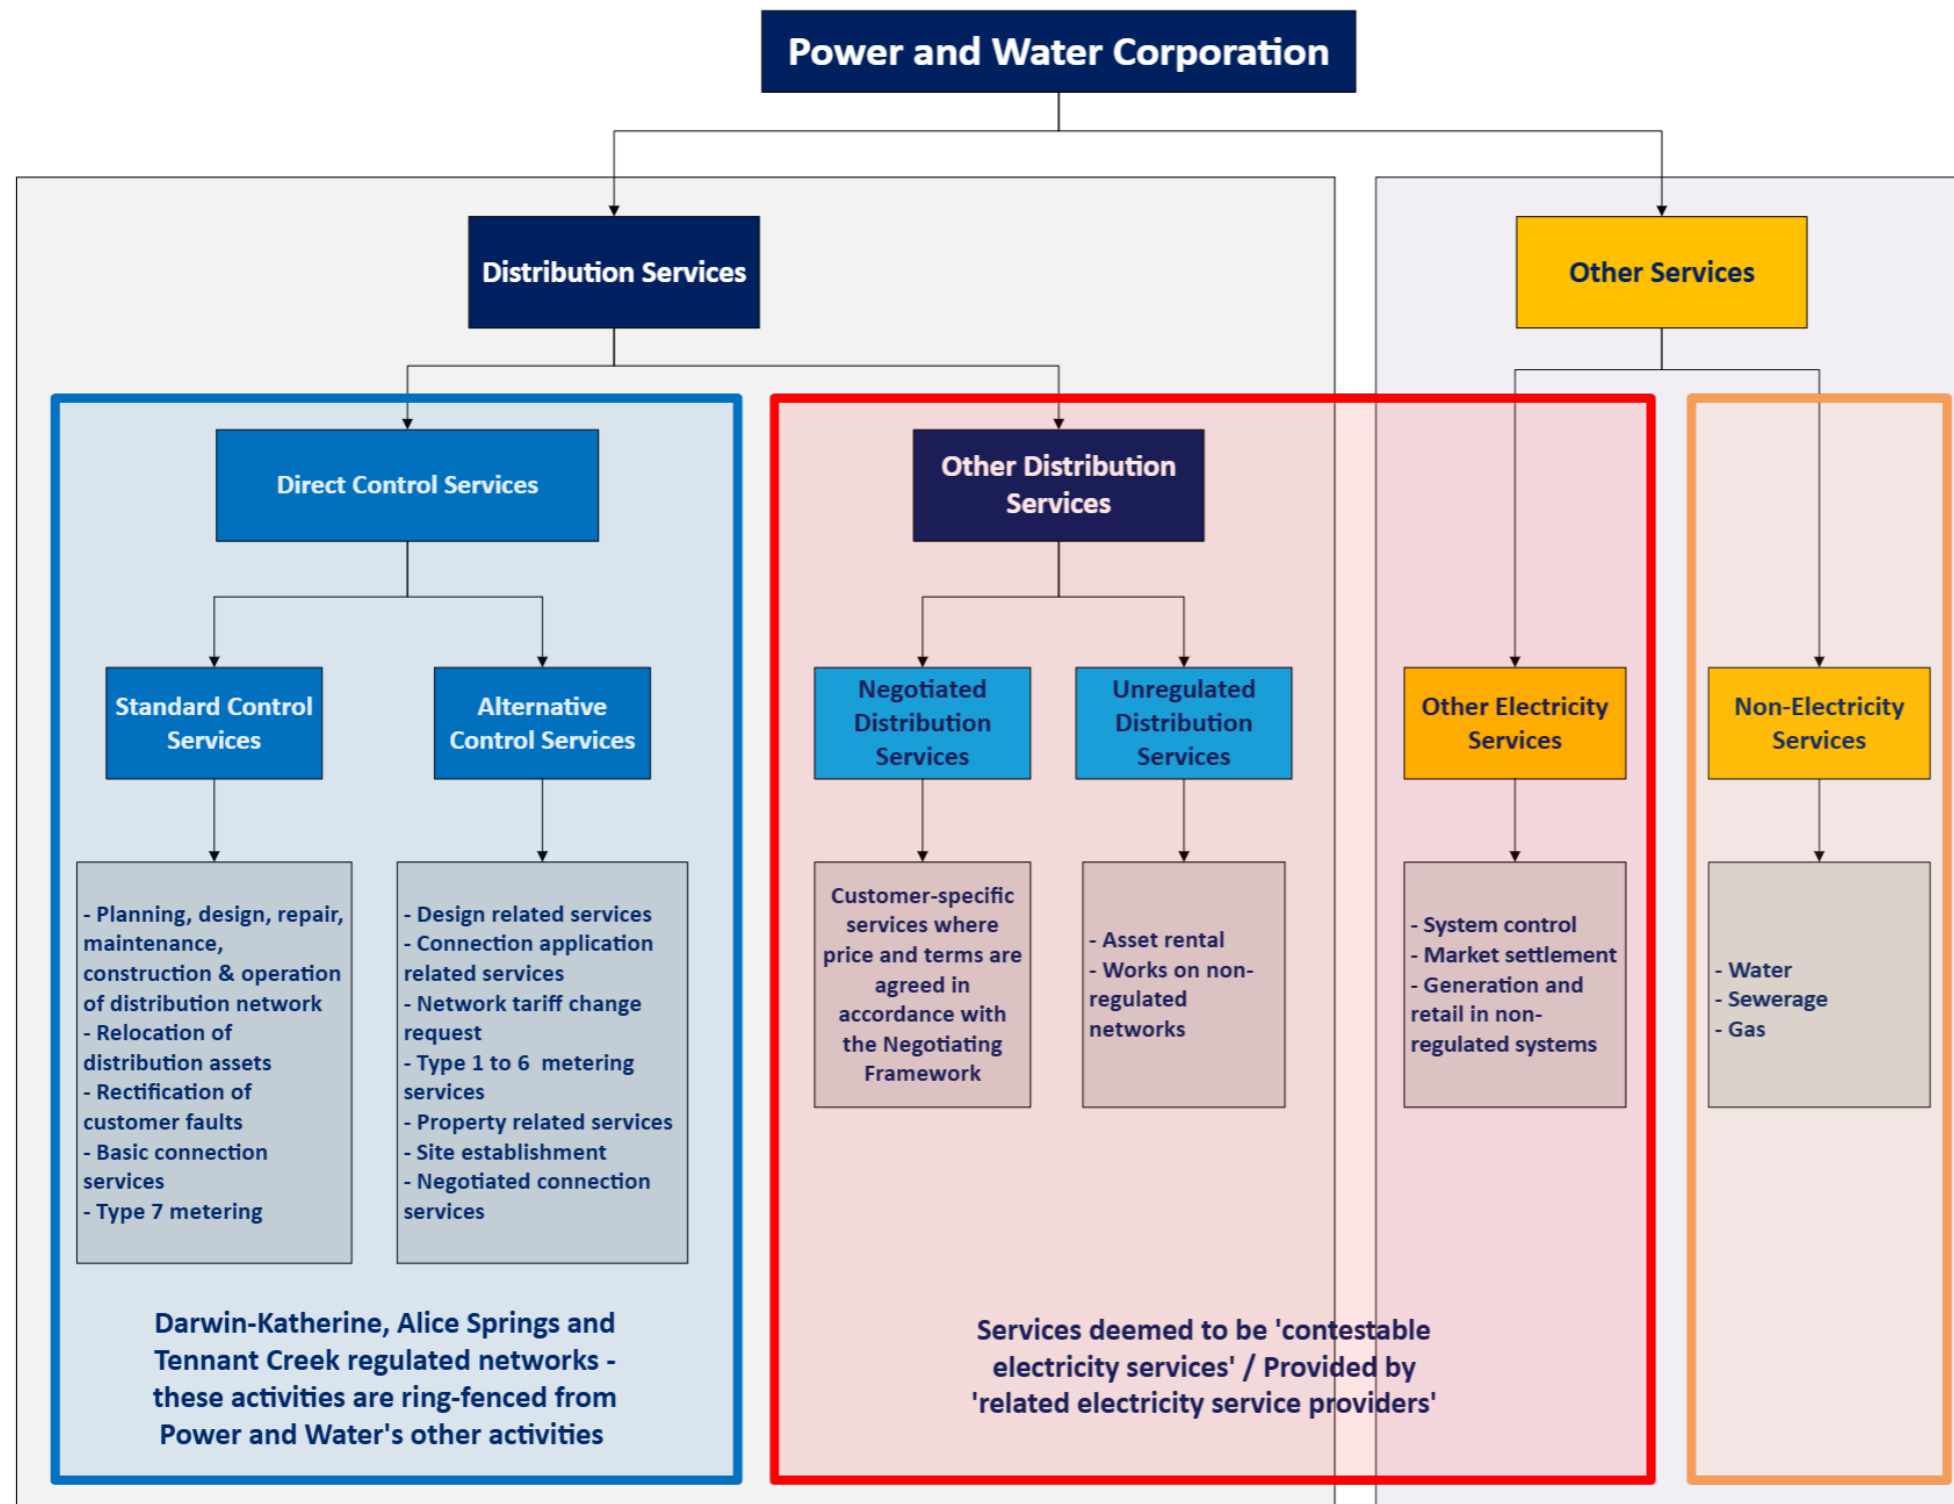 Power and Water Corporation
Distribution Services
Other Services
Direct Control Services
Other Distribution
Services
Standard Control
Services
Alternative
Control Services
Negotiated
Distribution
Services
Unregulated
Distribution
Services
Other Electricity
Services
Non-Electricity
Services
- Planning, design, repair,
maintenance,
construction & operation
of distribution network
- Relocation of
distribution assets
- Rectification of
customer faults
- Basic connection
services
- Type 7 metering
- Design related services
- Connection application
related services
- Network tariff change
request
- Type 1 to 6 metering
services
- Property related services
- Site establishment
- Negotiated connection
services
Customer-specific
services where
price and terms are
agreed in
accordance with
the Negotiating
Framework
- Asset rental
- Works on non-
regulated
networks
- System control
- Market settlement
- Generation and
retail in non-
regulated systems
- Water
- Sewerage
- Gas
Darwin-Katherine, Alice Springs and
Tennant Creek regulated networks -
these activities are ring-fenced from
Power and Water's other activities
Services deemed to be 'contestable
electricity services' / Provided by
'related electricity service providers'